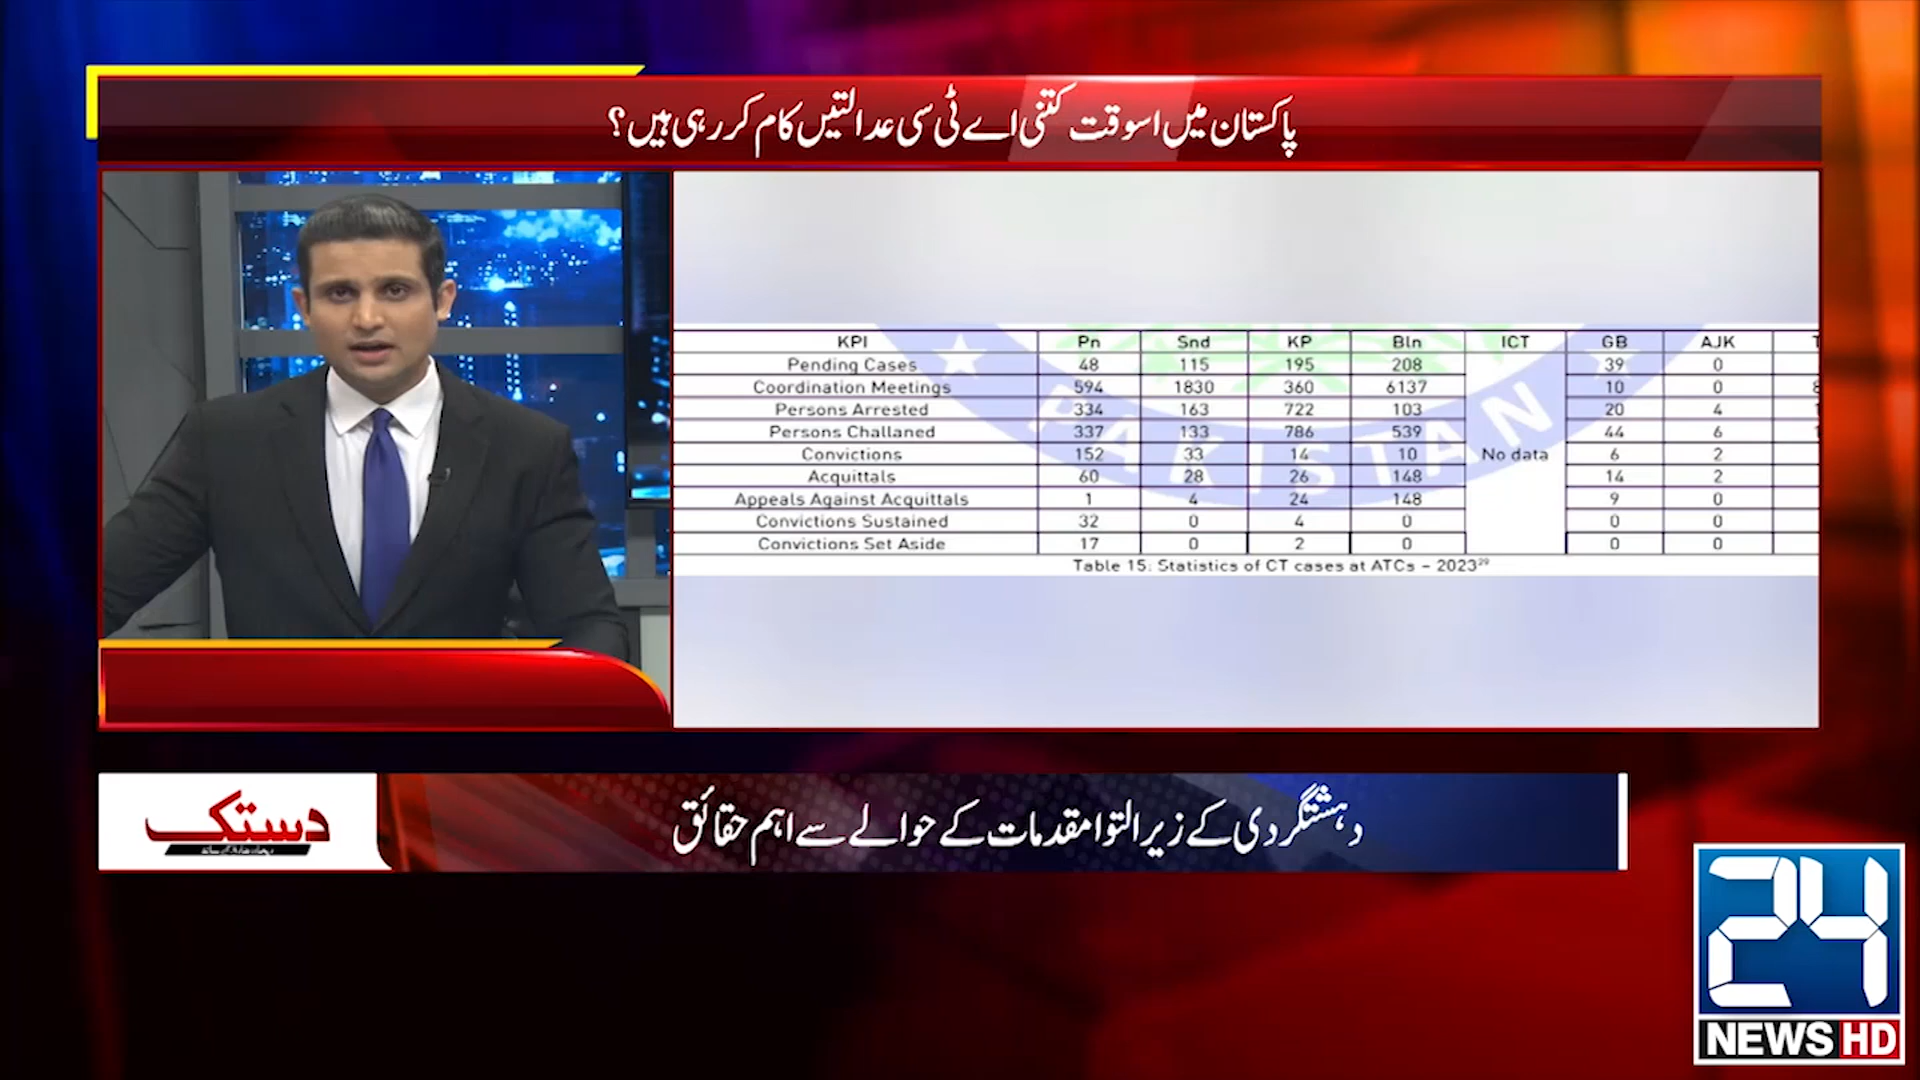 پاکستان میں اسوقت کتنی اے ٹی سی عدالتیں کام کر رہی ہیں؟
KPI Pn Snd KP Bln ICT GB AJK
Pending Cases 48 115 195 208 39 0
Coordination Meetings 594 1830 360 6137 10 0
Persons Arrested 334 163 722 103 20 4
Persons Challaned 337 133 786 539 44 6
Convictions 152 33 14 10 No data 6 2
Acquittals 60 28 26 148 14 2
Appeals Against Acquittals 1 4 24 148 9 0
Convictions Sustained 32 0 4 0 0 0
Convictions Set Aside 17 0 2 0 0 0
Table 15: Statistics of CT cases at ATCs – 2023²⁹
PAKISTAN
دستک
دہشتگردی کے زیر التوا مقدمات کے حوالے سے اہم حقائق
24
NEWS HD